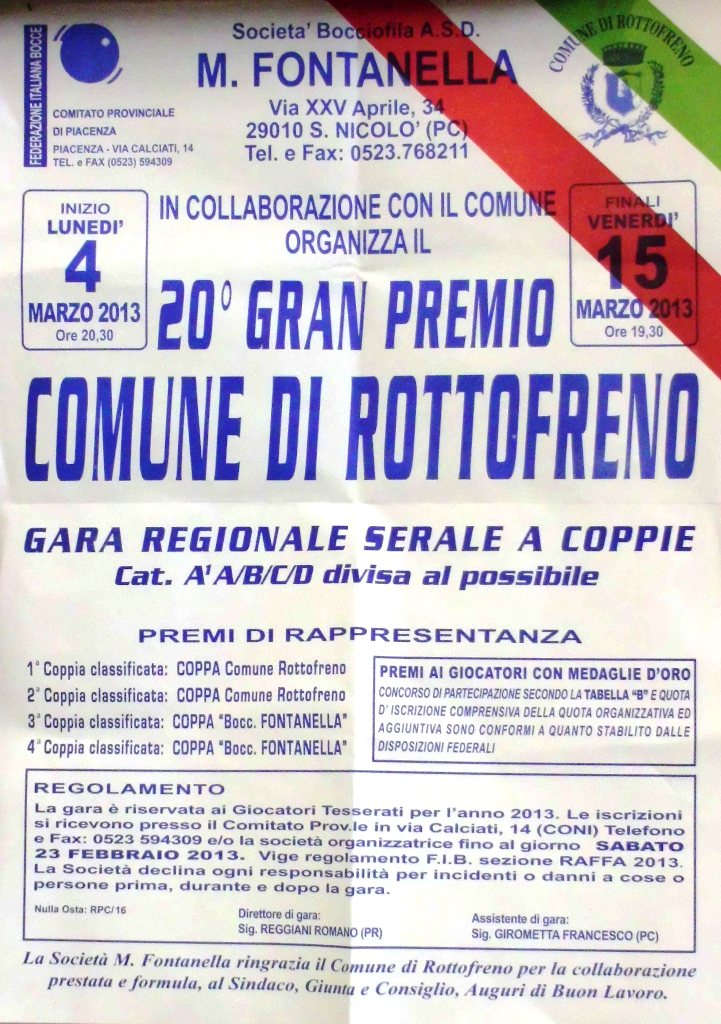 FEDERAZIONE ITALIANA BOCCE
COMITATO PROVINCIALE
DI PIACENZA
PIACENZA - VIA CALCIATI, 14
TEL. e FAX (0523) 594309
Societa' Bocciofila A.S.D.
M. FONTANELLA
Via XXV Aprile, 34
29010 S. NICOLO' (PC)
Tel. e Fax: 0523.768211
COMUNE DI ROTTOFRENO
INIZIO
LUNEDI'
4
MARZO 2013
Ore 20,30
IN COLLABORAZIONE CON IL COMUNE
ORGANIZZA IL
FINALI
VENERDI'
15
MARZO 2013
Ore 19,30
20° GRAN PREMIO
COMUNE DI ROTTOFRENO
GARA REGIONALE SERALE A COPPIE
Cat. A¹A/B/C/D divisa al possibile
PREMI DI RAPPRESENTANZA
1ª Coppia classificata: COPPA Comune Rottofreno
2ª Coppia classificata: COPPA Comune Rottofreno
3ª Coppia classificata: COPPA "Bocc. FONTANELLA"
4ª Coppia classificata: COPPA "Bocc. FONTANELLA"
PREMI AI GIOCATORI CON MEDAGLIE D'ORO
CONCORSO DI PARTECIPAZIONE SECONDO LA TABELLA "B" E QUOTA
D' ISCRIZIONE COMPRENSIVA DELLA QUOTA ORGANIZZATIVA ED
AGGIUNTIVA SONO CONFORMI A QUANTO STABILITO DALLE
DISPOSIZIONI FEDERALI
REGOLAMENTO
La gara è riservata ai Giocatori Tesserati per l'anno 2013. Le iscrizioni
si ricevono presso il Comitato Prov.le in via Calciati, 14 (CONI) Telefono
e Fax: 0523 594309 e/o la società organizzatrice fino al giorno SABATO
23 FEBBRAIO 2013. Vige regolamento F.I.B. sezione RAFFA 2013.
La Società declina ogni responsabilità per incidenti o danni a cose o
persone prima, durante e dopo la gara.
Nulla Osta: RPC/16
Direttore di gara:
Sig. REGGIANI ROMANO (PR)
Assistente di gara:
Sig. GIROMETTA FRANCESCO (PC)
La Società M. Fontanella ringrazia il Comune di Rottofreno per la collaborazione
prestata e formula, al Sindaco, Giunta e Consiglio, Auguri di Buon Lavoro.